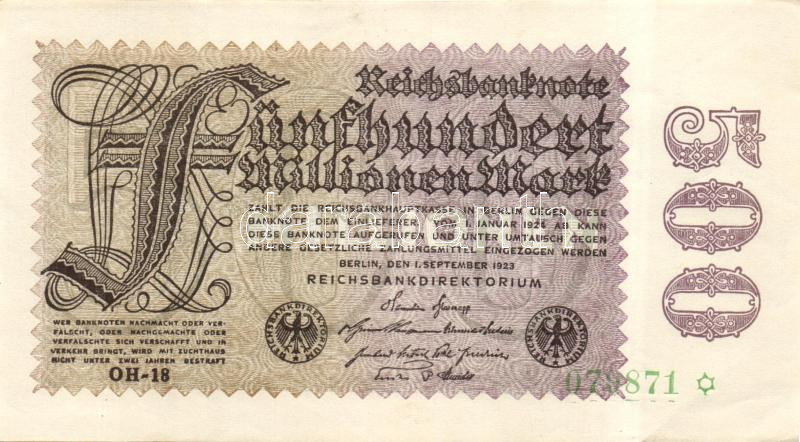 Reichsbanknote
Fünfhundert
Millionen Mark
ZAHLT DIE REICHSBANKHAUPTKASSE IN BERLIN GEGEN DIESE
BANKNOTE DEM EINLIEFERER. VOM 1. JANUAR 1924 AB KANN
DIESE BANKNOTE AUFGERUFEN UND UNTER UMTAUSCH GEGEN
ANDERE GESETZLICHE ZAHLUNGSMITTEL EINGEZOGEN WERDEN
BERLIN, DEN 1. SEPTEMBER 1923
REICHSBANKDIREKTORIUM
WER BANKNOTEN NACHMACHT ODER VER-
FÄLSCHT, ODER NACHGEMACHTE ODER
VERFÄLSCHTE SICH VERSCHAFFT UND IN
VERKEHR BRINGT, WIRD MIT ZUCHTHAUS
NICHT UNTER ZWEI JAHREN BESTRAFT
OH-18
REICHSBANKDIREKTORIUM
REICHSBANKDIREKTORIUM
871
500